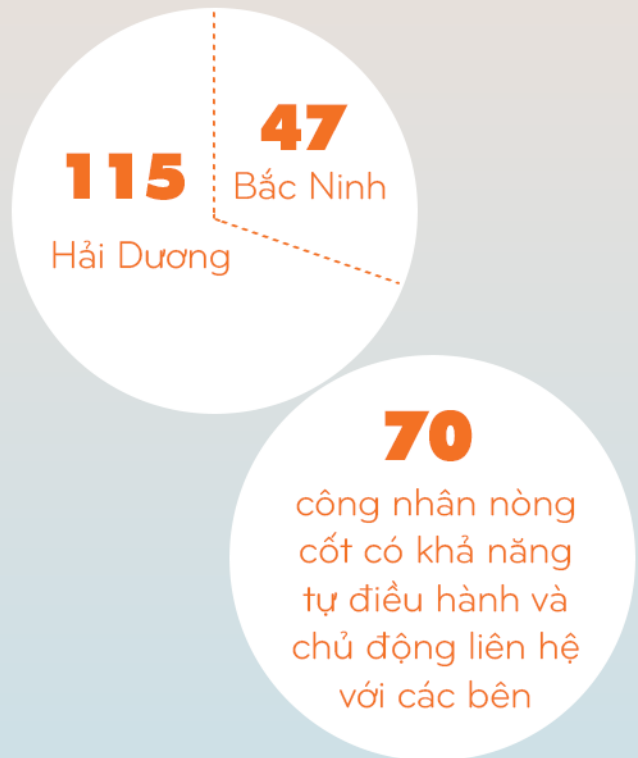 115
Hải Dương
47
Bắc Ninh
70
công nhân nòng
cốt có khả năng
tự điều hành và
chủ động liên hệ
với các bên